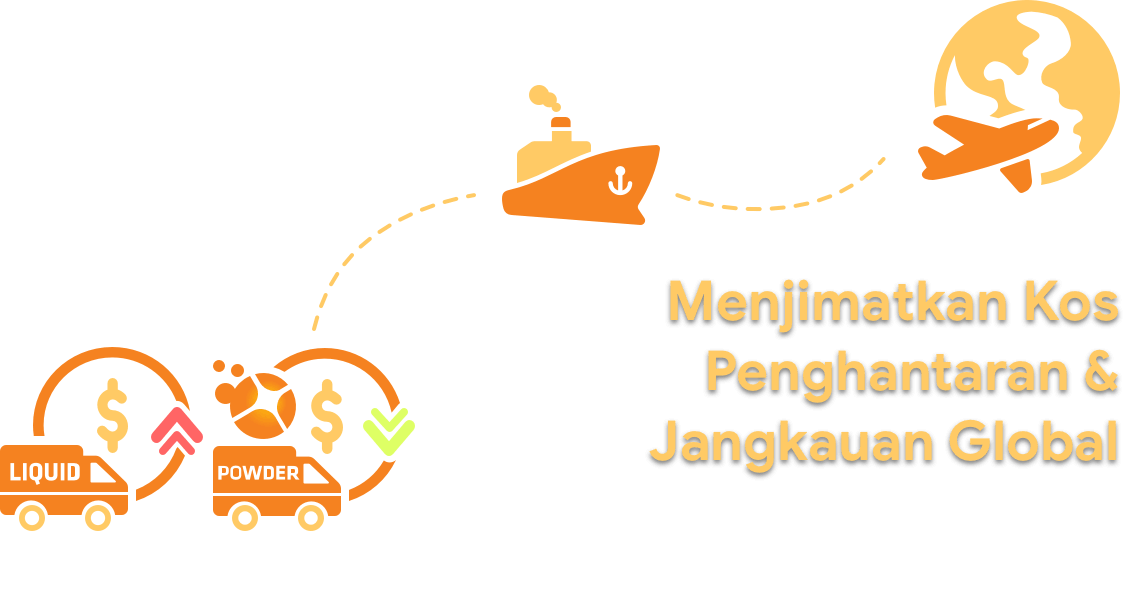 Menjimatkan Kos
Penghantaran &
Jangkauan Global
LIQUID
POWDER